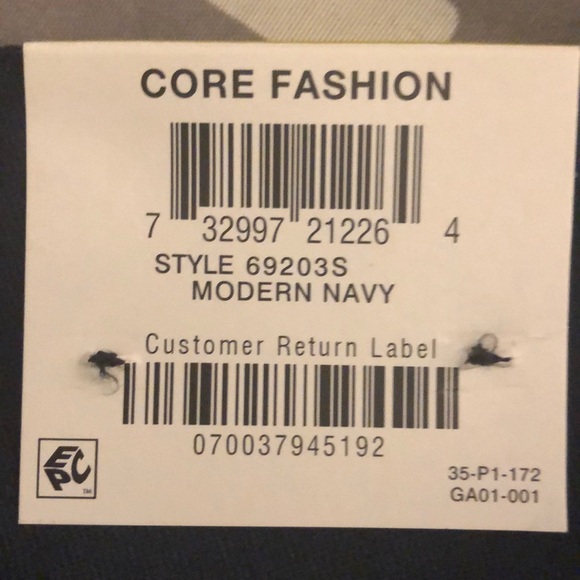 CORE FASHION
7 32997 21226 4
STYLE 69203S
MODERN NAVY
Customer Return Label
070037945192
EPC
TM
35-P1-172
GA01-001